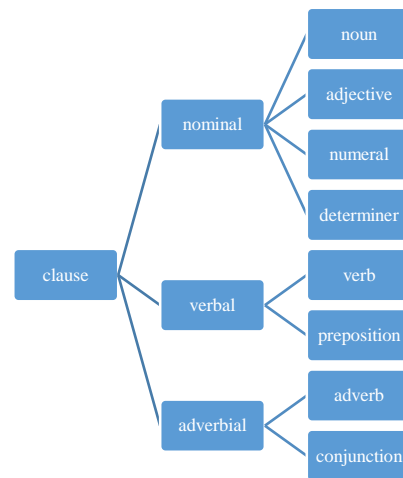 noun
adjective
nominal
numeral
determiner
clause
verb
verbal
preposition
adverb
adverbial
conjunction